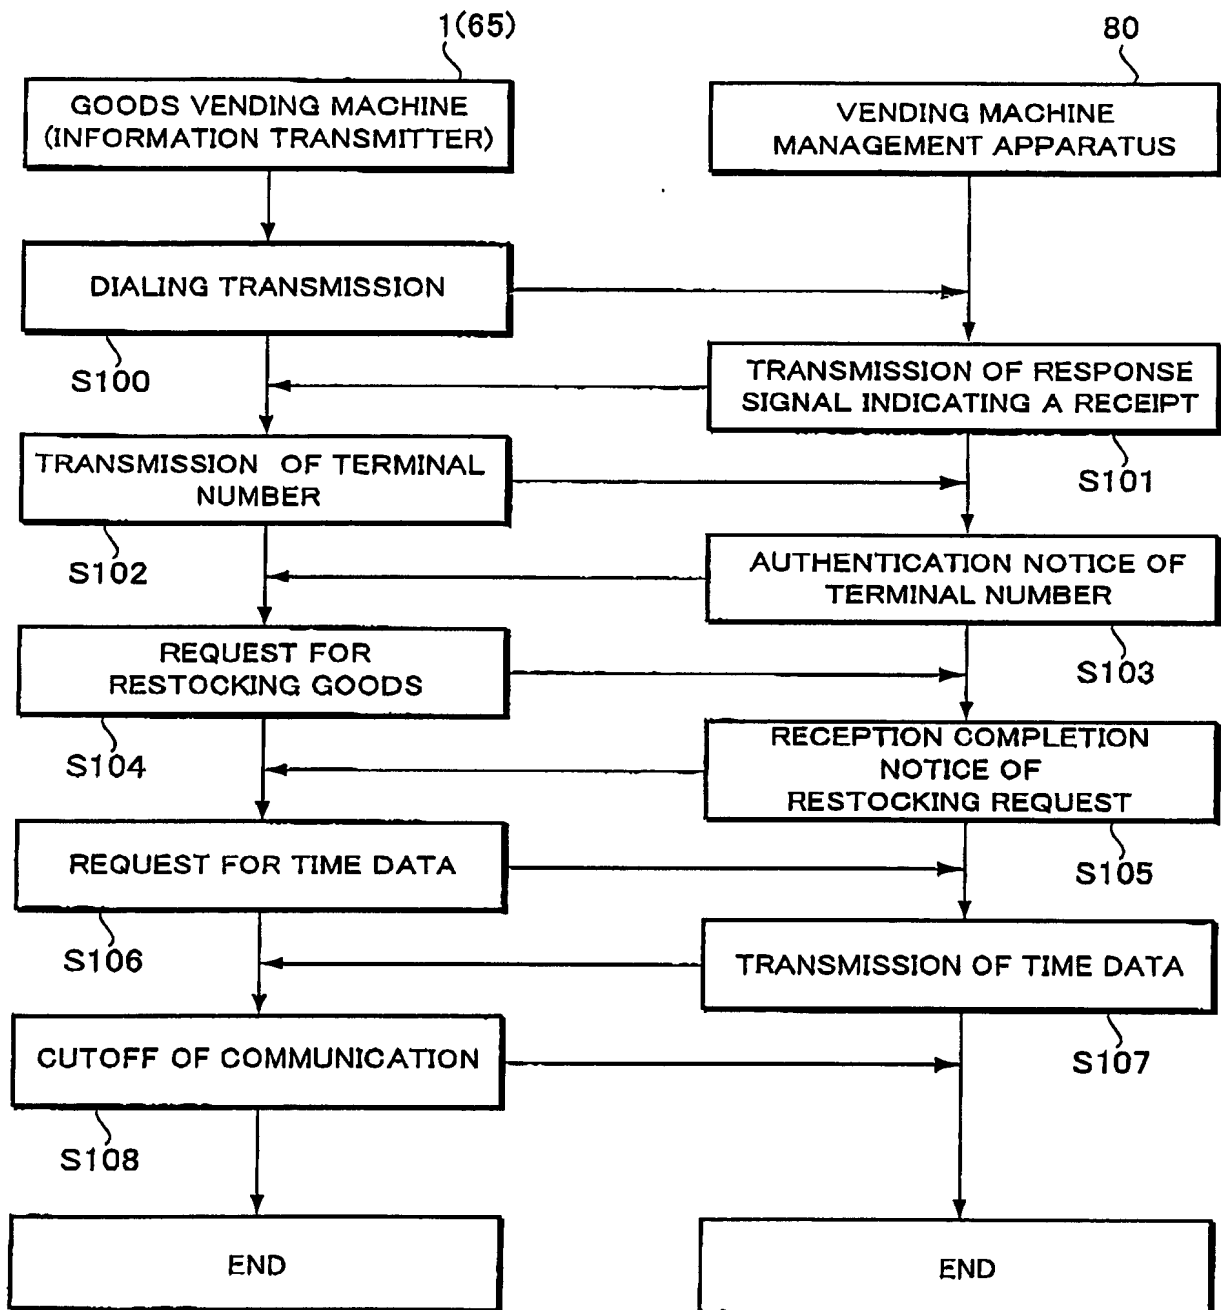 1(65)
80
GOODS VENDING MACHINE
(INFORMATION TRANSMITTER)
VENDING MACHINE
MANAGEMENT APPARATUS
DIALING TRANSMISSION
S100
TRANSMISSION OF RESPONSE
SIGNAL INDICATING A RECEIPT
S101
TRANSMISSION OF TERMINAL
NUMBER
S102
AUTHENTICATION NOTICE OF
TERMINAL NUMBER
S103
REQUEST FOR
RESTOCKING GOODS
S104
RECEPTION COMPLETION
NOTICE OF
RESTOCKING REQUEST
S105
REQUEST FOR TIME DATA
S106
TRANSMISSION OF TIME DATA
S107
CUTOFF OF COMMUNICATION
S108
END
END